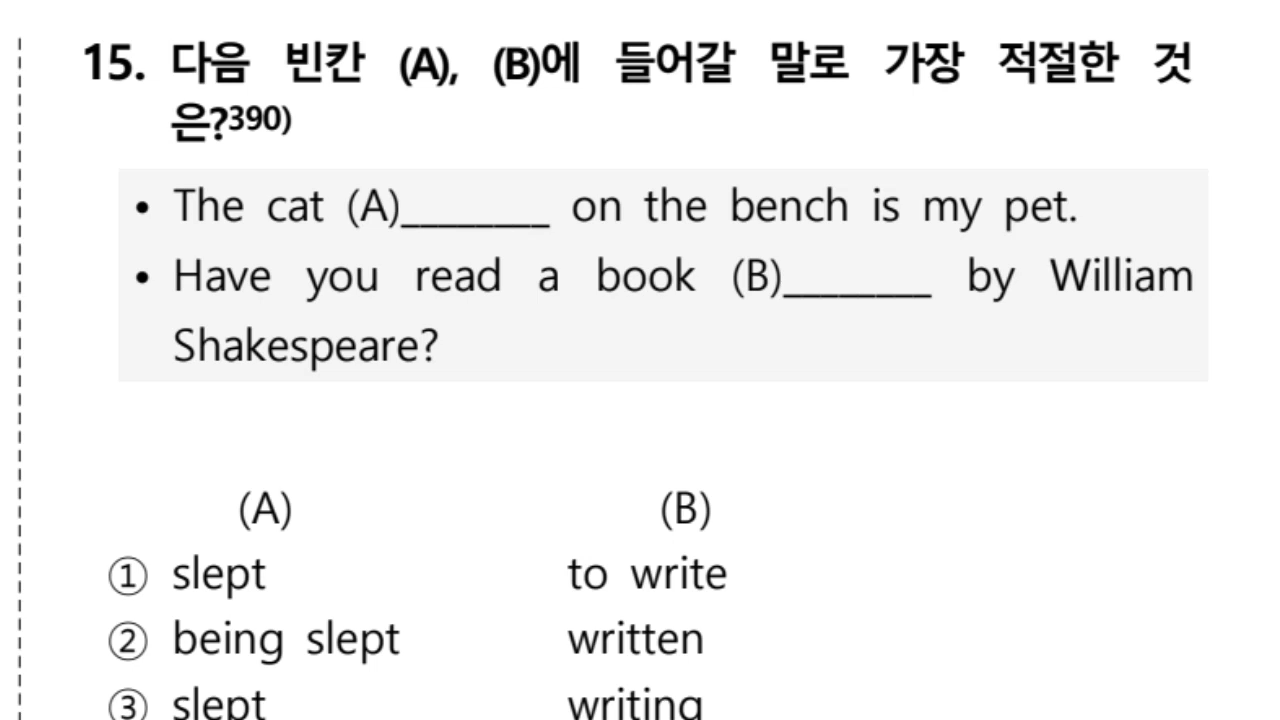 15. 다음 빈칸 (A), (B)에 들어갈 말로 가장 적절한 것
은?390)
• The cat (A)________ on the bench is my pet.
• Have you read a book (B)________ by William
Shakespeare?
(A) (B)
① slept to write
② being slept written
③ slept writing